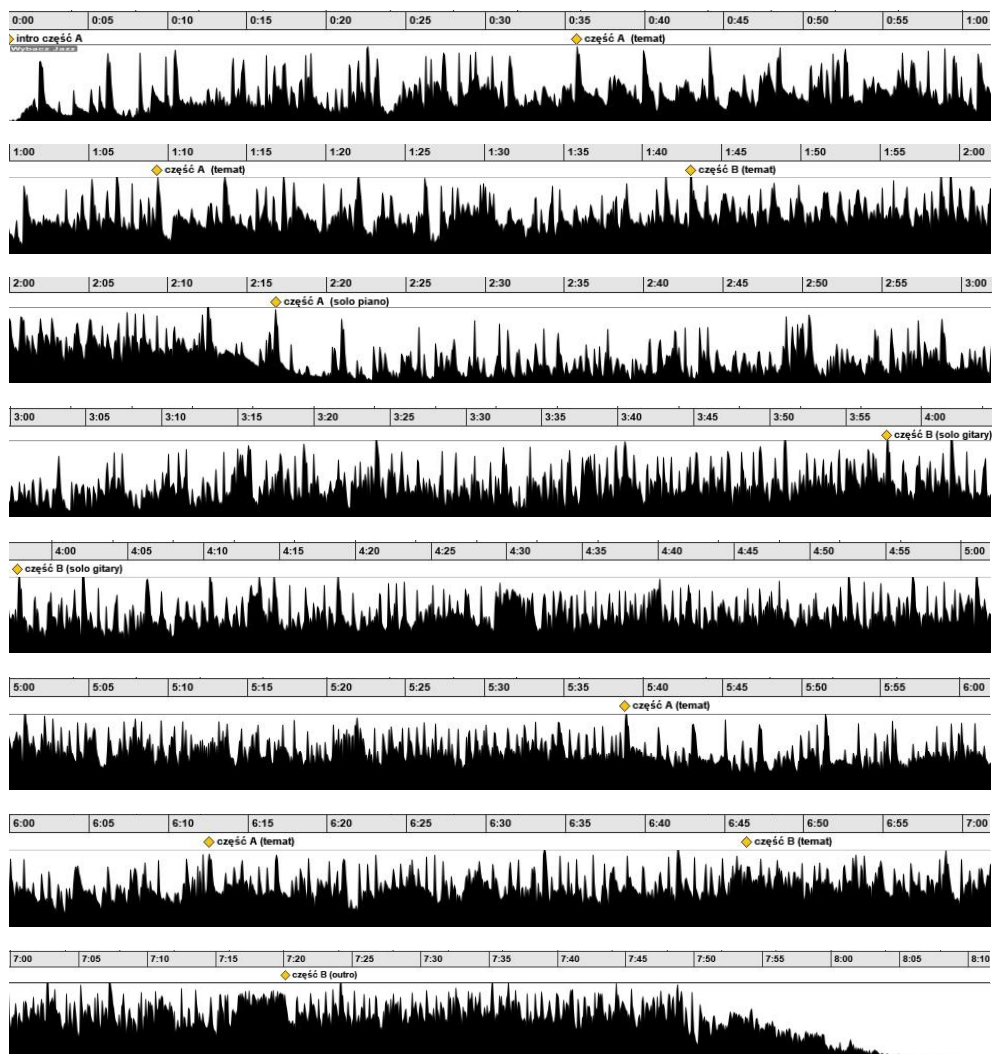 0:00 0:05 0:10 0:15 0:20 0:25 0:30 0:35 0:40 0:45 0:50 0:55 1:00
intro część A część A (temat)
Wybacz Jazz
1:00 1:05 1:10 1:15 1:20 1:25 1:30 1:35 1:40 1:45 1:50 1:55 2:00
część A (temat) część B (temat)
2:00 2:05 2:10 2:16 2:20 2:25 2:30 2:35 2:40 2:45 2:50 2:55 3:00
część A (solo piano)
3:00 3:05 3:10 3:15 3:20 3:25 3:30 3:35 3:40 3:45 3:50 3:55 4:00
część B (solo gitary)
4:00 4:05 4:10 4:15 4:20 4:25 4:30 4:35 4:40 4:45 4:50 4:55 5:00
część B (solo gitary)
5:00 5:05 5:10 5:15 5:20 5:25 5:30 5:35 5:40 5:45 5:50 5:55 6:00
część A (temat)
6:00 6:05 6:10 6:15 6:20 6:25 6:30 6:35 6:40 6:45 6:50 6:55 7:00
część A (temat) część B (temat)
7:00 7:05 7:10 7:15 7:20 7:25 7:30 7:35 7:40 7:45 7:50 7:55 8:00 8:05 8:10
część B (outro)